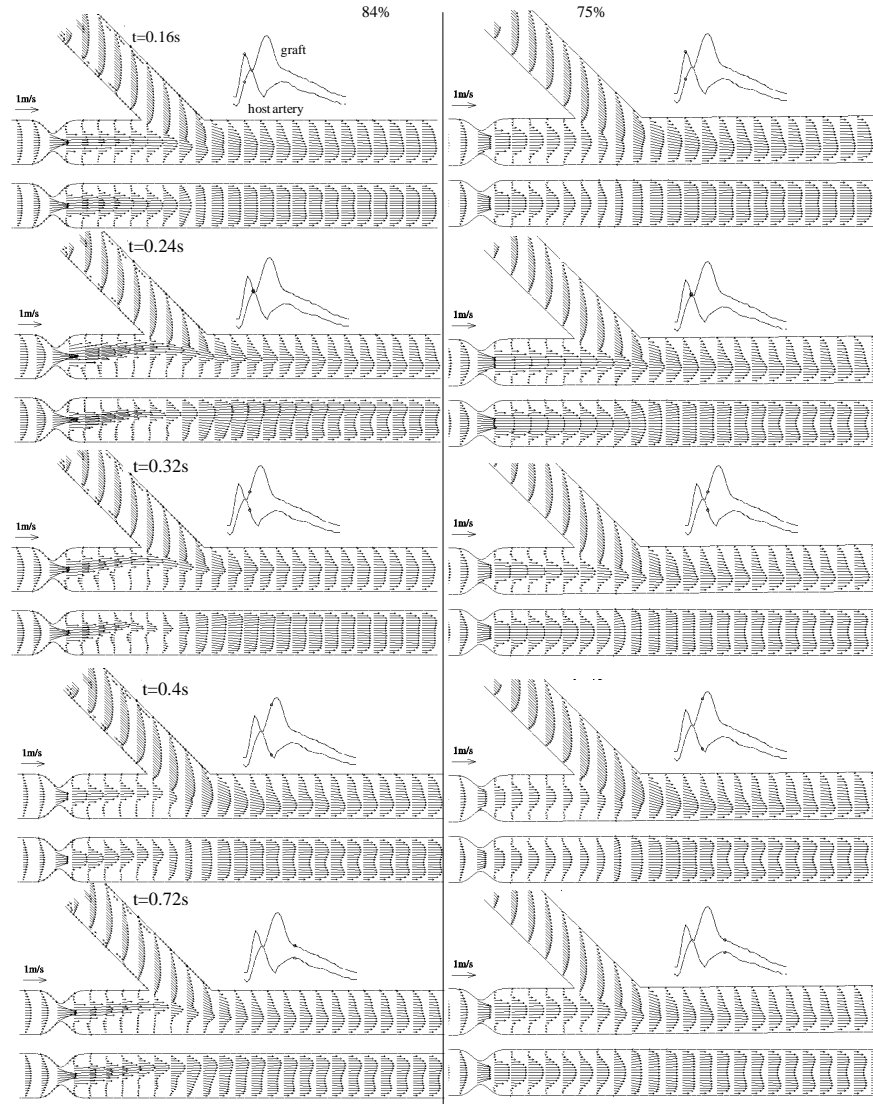 84%
75%
t=0.16s
graft
host artery
1m/s
1m/s
t=0.24s
1m/s
1m/s
t=0.32s
1m/s
1m/s
t=0.4s
1m/s
1m/s
t=0.72s
1m/s
1m/s